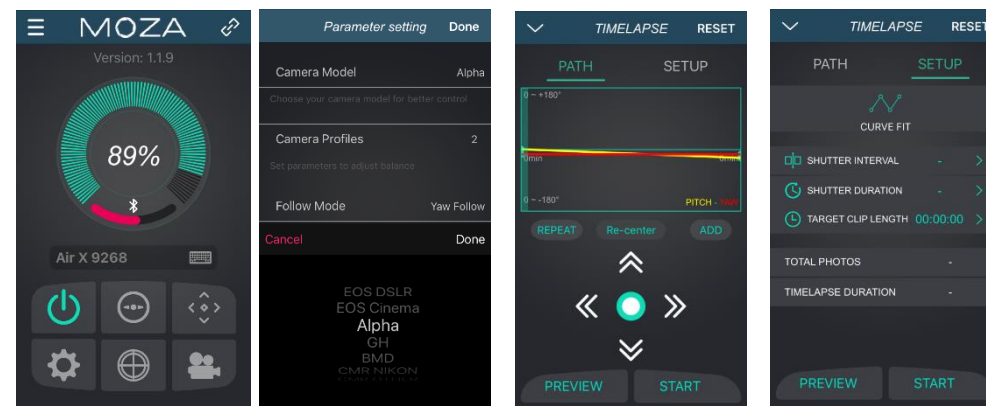 MOZA
Version: 1.1.9
89%
Air X 9268
Parameter setting Done
Camera Model Alpha
Choose your camera model for better control
Camera Profiles 2
Set parameters to adjust balance
Follow Mode Yaw Follow
Cancel Done
EOS DSLR
EOS Cinema
Alpha
GH
BMD
CMR NIKON
TIMELAPSE RESET
PATH SETUP
0 ~ +180°
0min 0min
0 ~ -180° PITCH - YAW
REPEAT Re-center ADD
PREVIEW START
TIMELAPSE RESET
PATH SETUP
CURVE FIT
SHUTTER INTERVAL -
SHUTTER DURATION -
TARGET CLIP LENGTH 00:00:00
TOTAL PHOTOS -
TIMELAPSE DURATION -
PREVIEW START